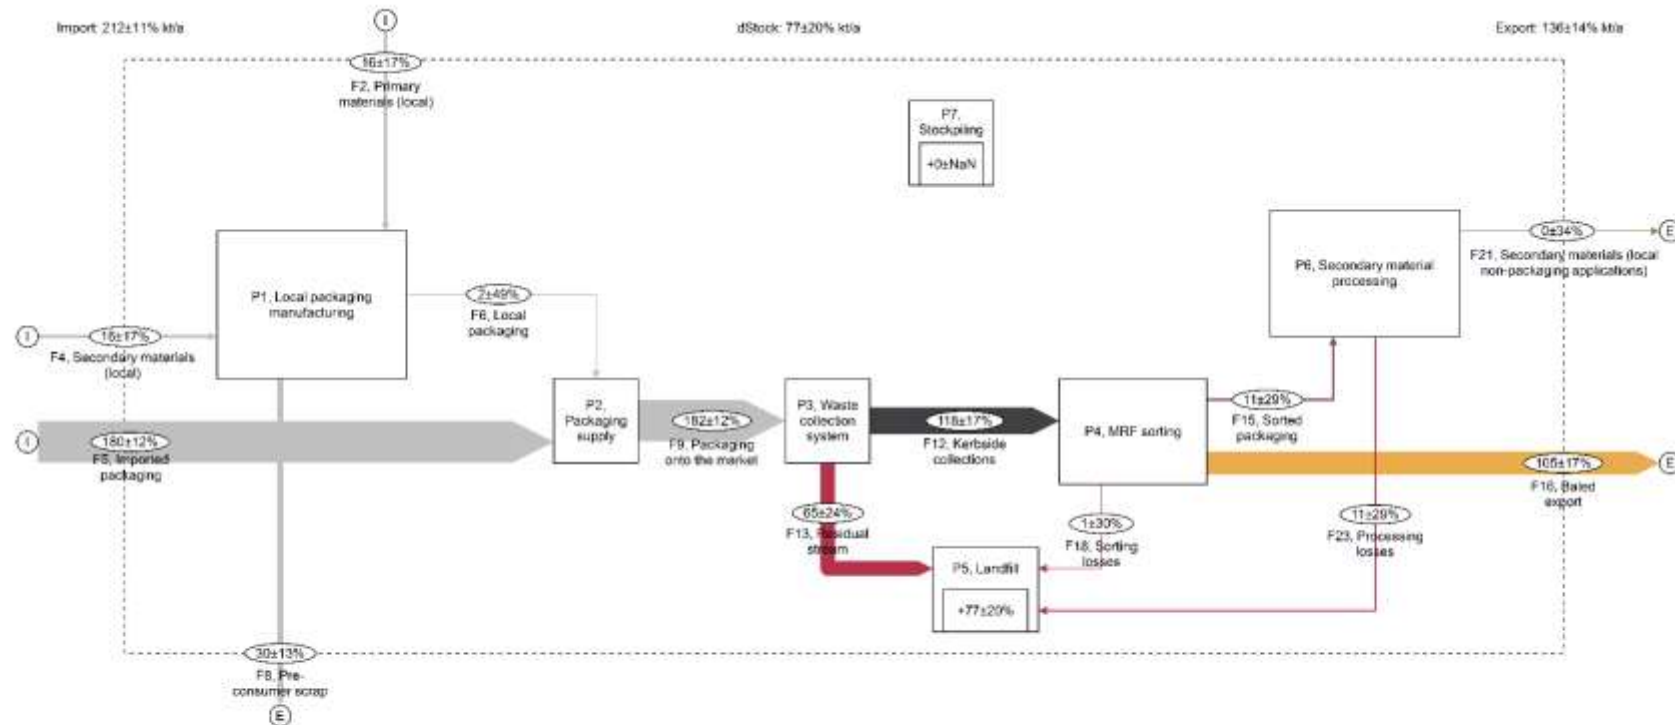 Import: 212±11% kt/a
dStock: 77±20% kt/a
Export: 136±14% kt/a
I
16±17%
F2, Primary
materials (local)
P7,
Stockpiling
+0±NaN
P1, Local packaging
manufacturing
2±49%
F6, Local
packaging
P6, Secondary material
processing
0±34%
E
F21, Secondary materials (local
non-packaging applications)
I
16±17%
F4, Secondary materials
(local)
I
180±12%
F5, Imported
packaging
P2,
Packaging
supply
182±12%
F9, Packaging
onto the market
P3, Waste
collection
system
118±17%
F12, Kerbside
collections
P4, MRF sorting
11±29%
F15, Sorted
packaging
105±17%
E
F16, Baled
export
65±24%
F13, Residual
stream
1±30%
F18, Sorting
losses
11±29%
F23, Processing
losses
P5, Landfill
+77±20%
30±13%
F8, Pre-
consumer scrap
E